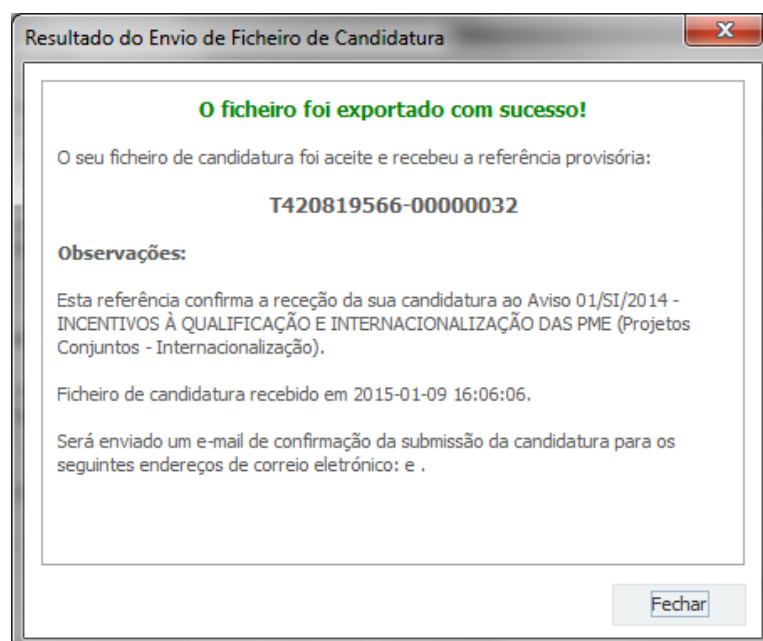 Resultado do Envio de Ficheiro de Candidatura
O ficheiro foi exportado com sucesso!
O seu ficheiro de candidatura foi aceite e recebeu a referência provisória:
T420819566-00000032
Observações:
Esta referência confirma a receção da sua candidatura ao Aviso 01/SI/2014 -
INCENTIVOS À QUALIFICAÇÃO E INTERNACIONALIZAÇÃO DAS PME (Projetos
Conjuntos - Internacionalização).
Ficheiro de candidatura recebido em 2015-01-09 16:06:06.
Será enviado um e-mail de confirmação da submissão da candidatura para os
seguintes endereços de correio eletrónico: e .
Fechar